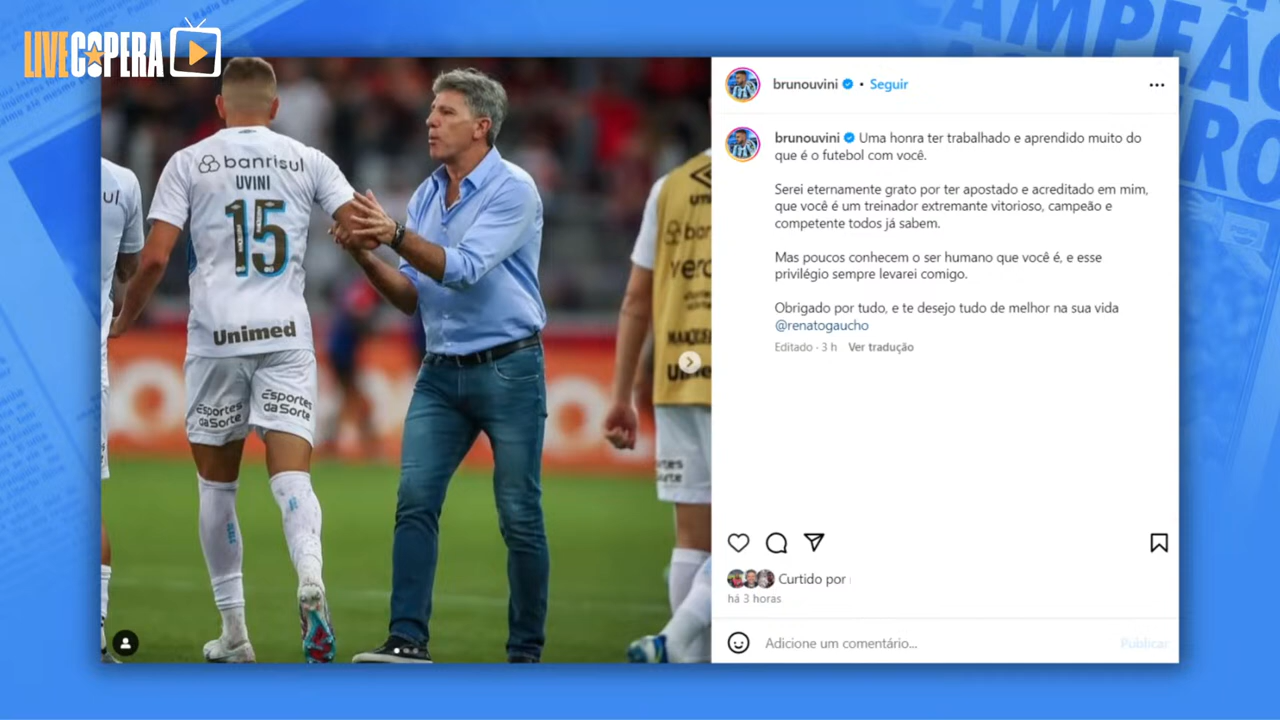 LIVE COPERA
CAMPEÃO
brunouvini • Seguir
brunouvini Uma honra ter trabalhado e aprendido muito do
que é o futebol com você.
Serei eternamente grato por ter apostado e acreditado em mim,
que você é um treinador extremante vitorioso, campeão e
competente todos já sabem.
Mas poucos conhecem o ser humano que você é, e esse
privilégio sempre levarei comigo.
Obrigado por tudo, e te desejo tudo de melhor na sua vida
@renatogaucho
Editado · 3 h Ver tradução
Curtido por
há 3 horas
Adicione um comentário...
Publicar
banrisul
UVINI
15
Unimed
Esportes
da Sorte
Esportes
da Sorte